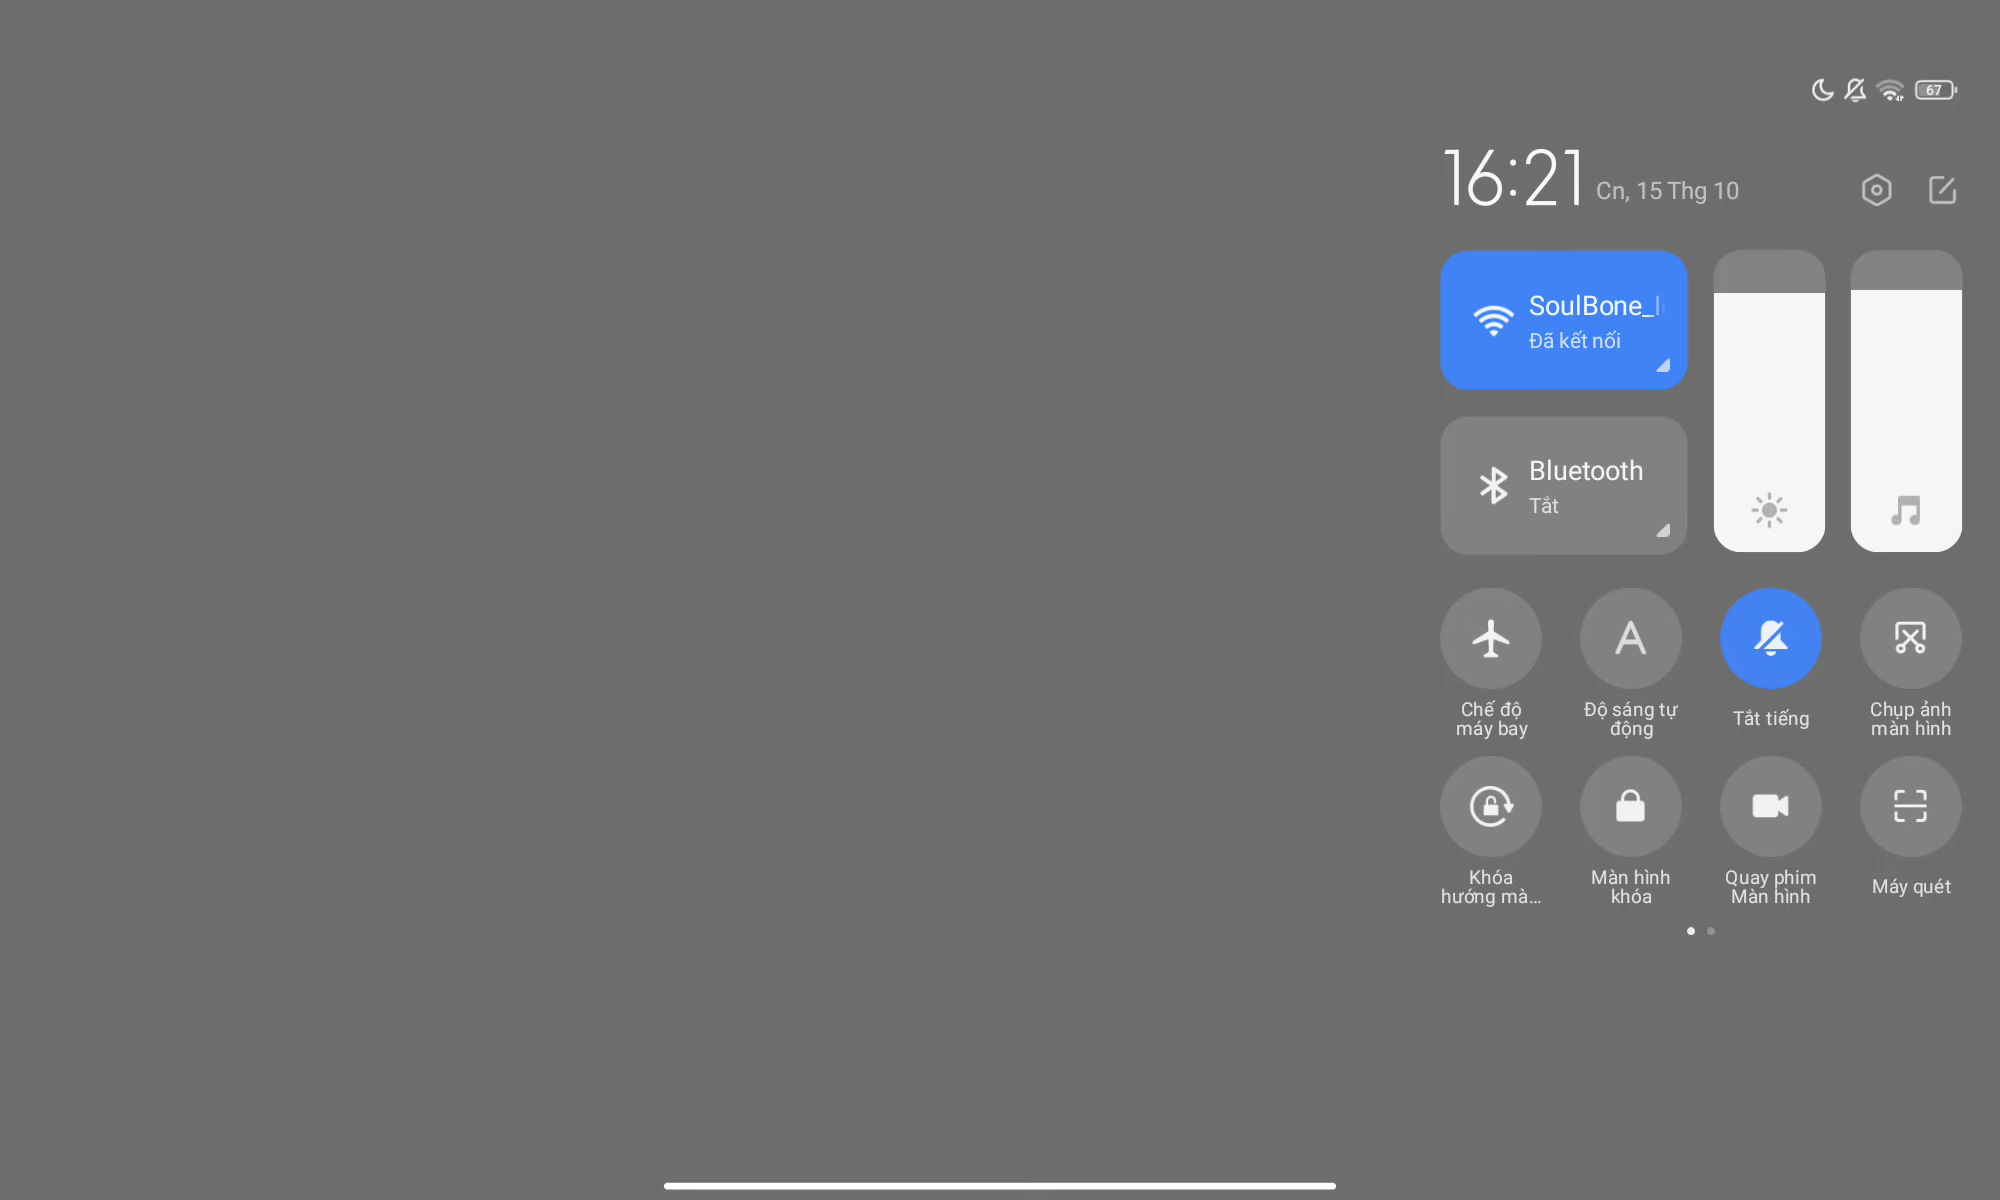 67
16:21 Cn, 15 Thg 10
SoulBone_
Đã kết nối
Bluetooth
Tắt
Chế độ
máy bay
Độ sáng tự
động
Tắt tiếng
Chụp ảnh
màn hình
Khóa
hướng mà...
Màn hình
khóa
Quay phim
Màn hình
Máy quét